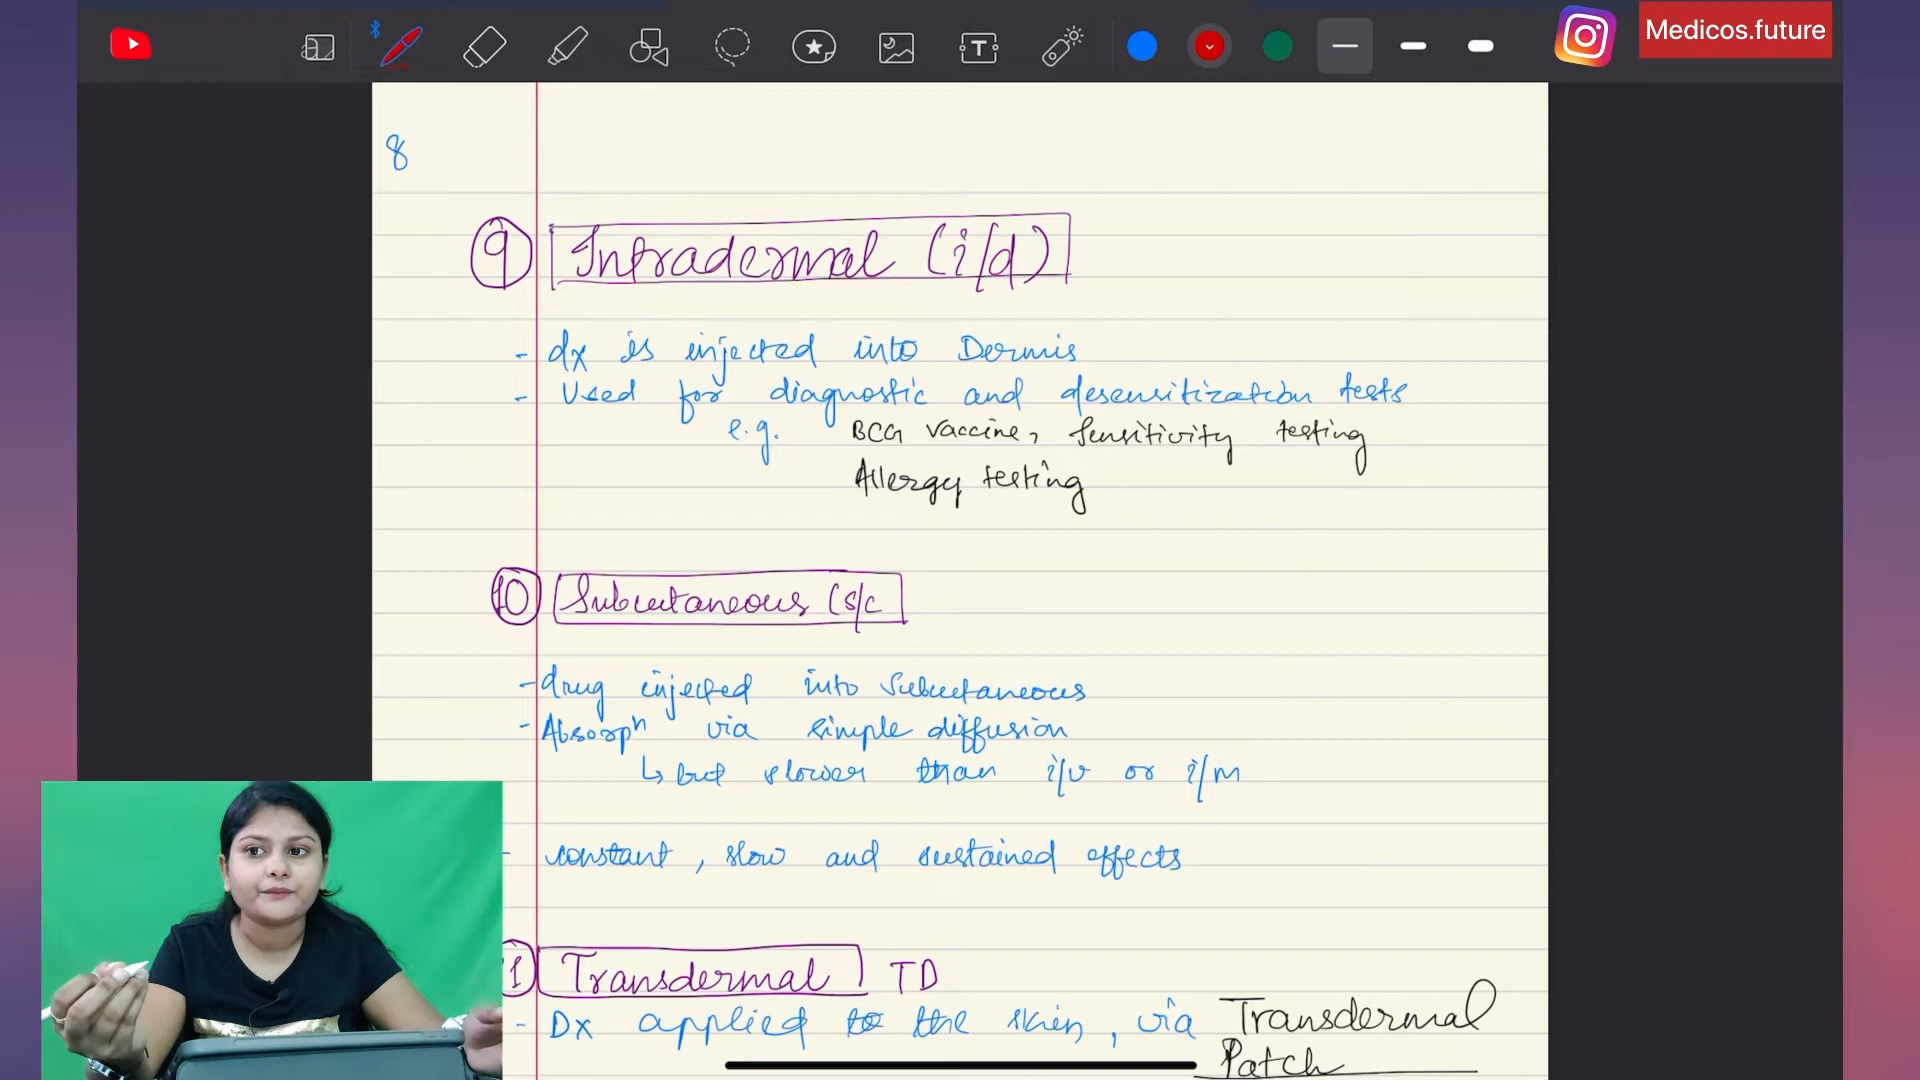 Medicos.future
8
9 Intradermal (i/d)
- dx is injected into Dermis
- Used for diagnostic and desensitization tests
e.g. BCG vaccine, Sensitivity testing
Allergy testing
10 Subcutaneous (s/c
- drug injected into Subcutaneous
- Absorpⁿ via simple diffusion
↳ but slower than i/v or i/m
- constant, slow and sustained effects
11 Transdermal TD
- Dx applied to the skin, via Transdermal
Patch